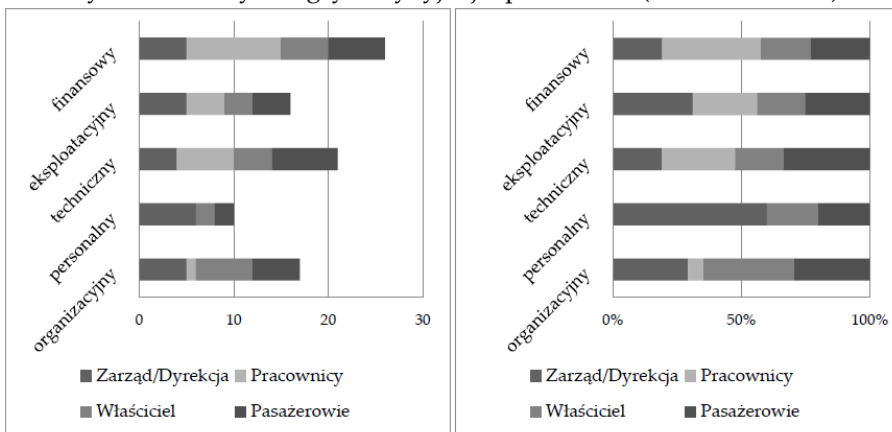 finansowy
eksploatacyjny
techniczny
personalny
organizacyjny
0 10 20 30
Zarząd/Dyrekcja Pracownicy
Właściciel Pasażerowie
finansowy
eksploatacyjny
techniczny
personalny
organizacyjny
0% 50% 100%
Zarząd/Dyrekcja Pracownicy
Właściciel Pasażerowie